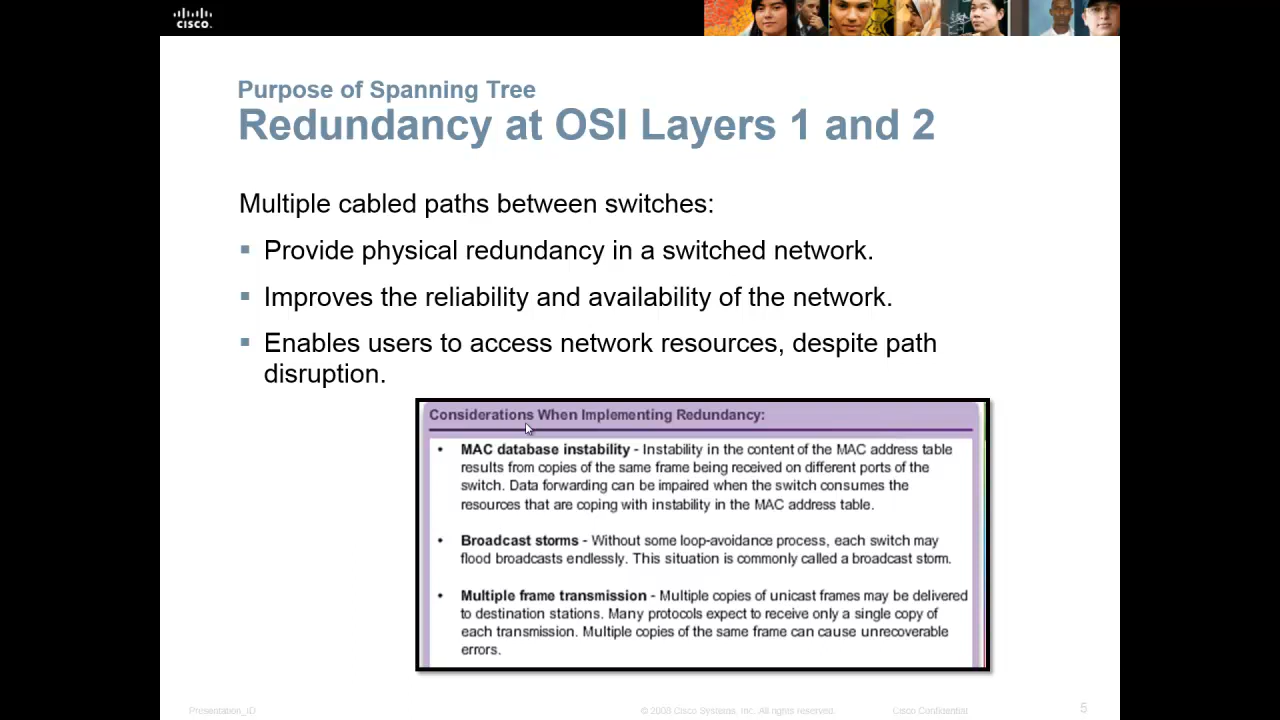 CISCO.
Purpose of Spanning Tree
Redundancy at OSI Layers 1 and 2
Multiple cabled paths between switches:
▪ Provide physical redundancy in a switched network.
▪ Improves the reliability and availability of the network.
▪ Enables users to access network resources, despite path
disruption.
Considerations When Implementing Redundancy:
• MAC database instability - Instability in the content of the MAC address table
results from copies of the same frame being received on different ports of the
switch. Data forwarding can be impaired when the switch consumes the
resources that are coping with instability in the MAC address table.
• Broadcast storms - Without some loop-avoidance process, each switch may
flood broadcasts endlessly. This situation is commonly called a broadcast storm.
• Multiple frame transmission - Multiple copies of unicast frames may be delivered
to destination stations. Many protocols expect to receive only a single copy of
each transmission. Multiple copies of the same frame can cause unrecoverable
errors.
Presentation_ID
© 2008 Cisco Systems, Inc. All rights reserved.
Cisco Confidential
5